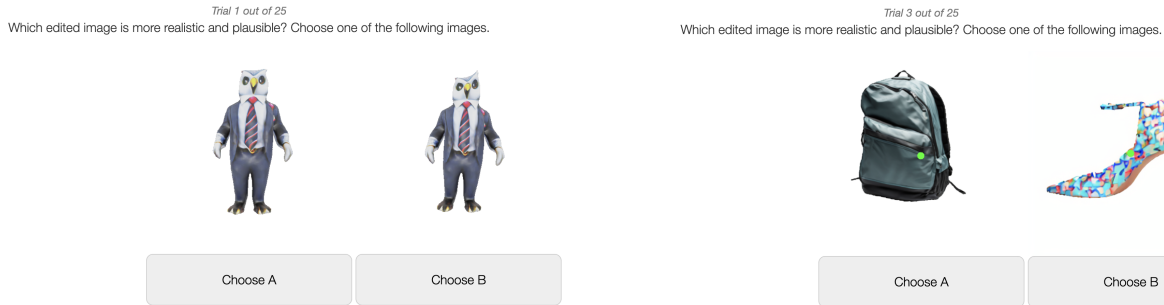 Trial 1 out of 25
Which edited image is more realistic and plausible? Choose one of the following images.
Choose A
Choose B
Trial 3 out of 25
Which edited image is more realistic and plausible? Choose one of the following images.
Choose A
Choose B